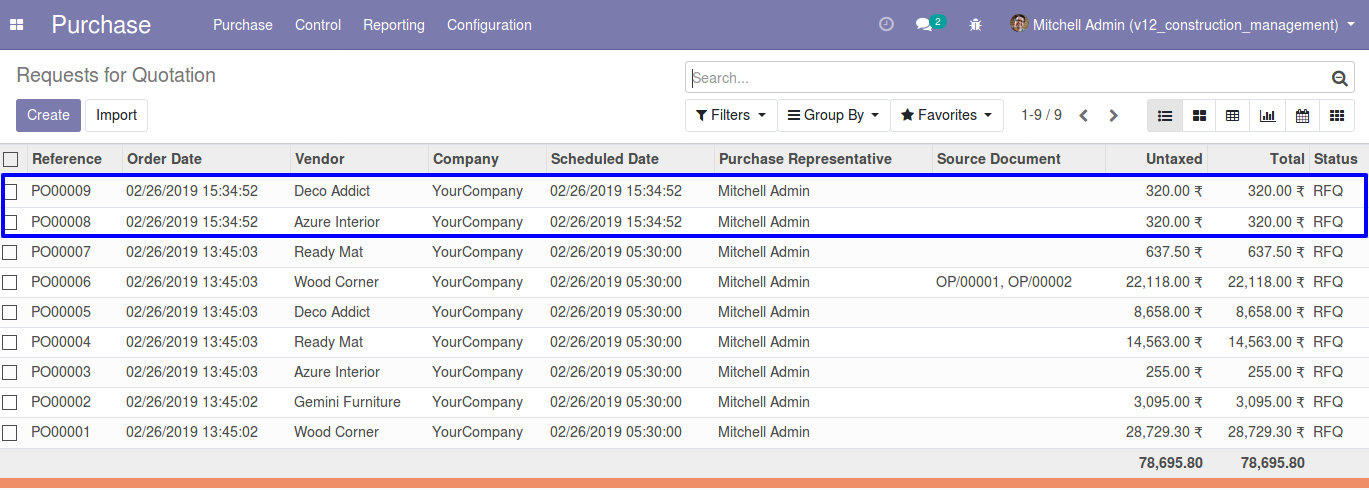 Purchase Purchase Control Reporting Configuration 2 Mitchell Admin (v12_construction_management)
Requests for Quotation Search...
Create Import Filters Group By Favorites 1-9 / 9
Reference Order Date Vendor Company Scheduled Date Purchase Representative Source Document Untaxed Total Status
PO00009 02/26/2019 15:34:52 Deco Addict YourCompany 02/26/2019 15:34:52 Mitchell Admin 320.00 ₹ 320.00 ₹ RFQ
PO00008 02/26/2019 15:34:52 Azure Interior YourCompany 02/26/2019 15:34:52 Mitchell Admin 320.00 ₹ 320.00 ₹ RFQ
PO00007 02/26/2019 13:45:03 Ready Mat YourCompany 02/26/2019 05:30:00 Mitchell Admin 637.50 ₹ 637.50 ₹ RFQ
PO00006 02/26/2019 13:45:03 Wood Corner YourCompany 02/26/2019 05:30:00 Mitchell Admin OP/00001, OP/00002 22,118.00 ₹ 22,118.00 ₹ RFQ
PO00005 02/26/2019 13:45:03 Deco Addict YourCompany 02/26/2019 05:30:00 Mitchell Admin 8,658.00 ₹ 8,658.00 ₹ RFQ
PO00004 02/26/2019 13:45:03 Ready Mat YourCompany 02/26/2019 05:30:00 Mitchell Admin 14,563.00 ₹ 14,563.00 ₹ RFQ
PO00003 02/26/2019 13:45:03 Azure Interior YourCompany 02/26/2019 05:30:00 Mitchell Admin 255.00 ₹ 255.00 ₹ RFQ
PO00002 02/26/2019 13:45:02 Gemini Furniture YourCompany 02/26/2019 05:30:00 Mitchell Admin 3,095.00 ₹ 3,095.00 ₹ RFQ
PO00001 02/26/2019 13:45:02 Wood Corner YourCompany 02/26/2019 05:30:00 Mitchell Admin 28,729.30 ₹ 28,729.30 ₹ RFQ
78,695.80 78,695.80